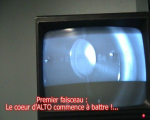 Premier faisceau :
Le coeur d'ALTO commence à battre !...